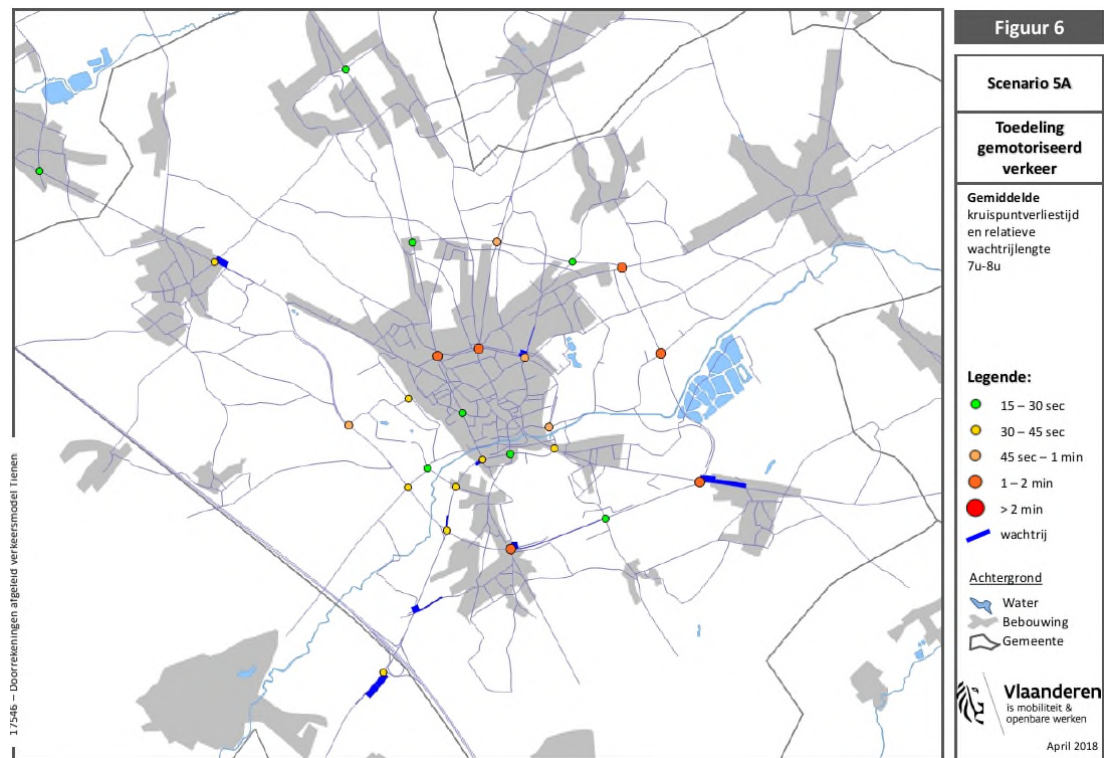 Figuur 6
Scenario 5A
Toedeling
gemotoriseerd
verkeer
Gemiddelde
kruispuntverliestijd
en relatieve
wachtrijlengte
7u-8u
Legende:
15 – 30 sec
30 – 45 sec
45 sec – 1 min
1 – 2 min
> 2 min
wachtrij
Achtergrond
Water
Bebouwing
Gemeente
Vlaanderen
is mobiliteit &
openbare werken
April 2018
17546 – Doorrekeningen afgeleid verkeersmodel Tienen